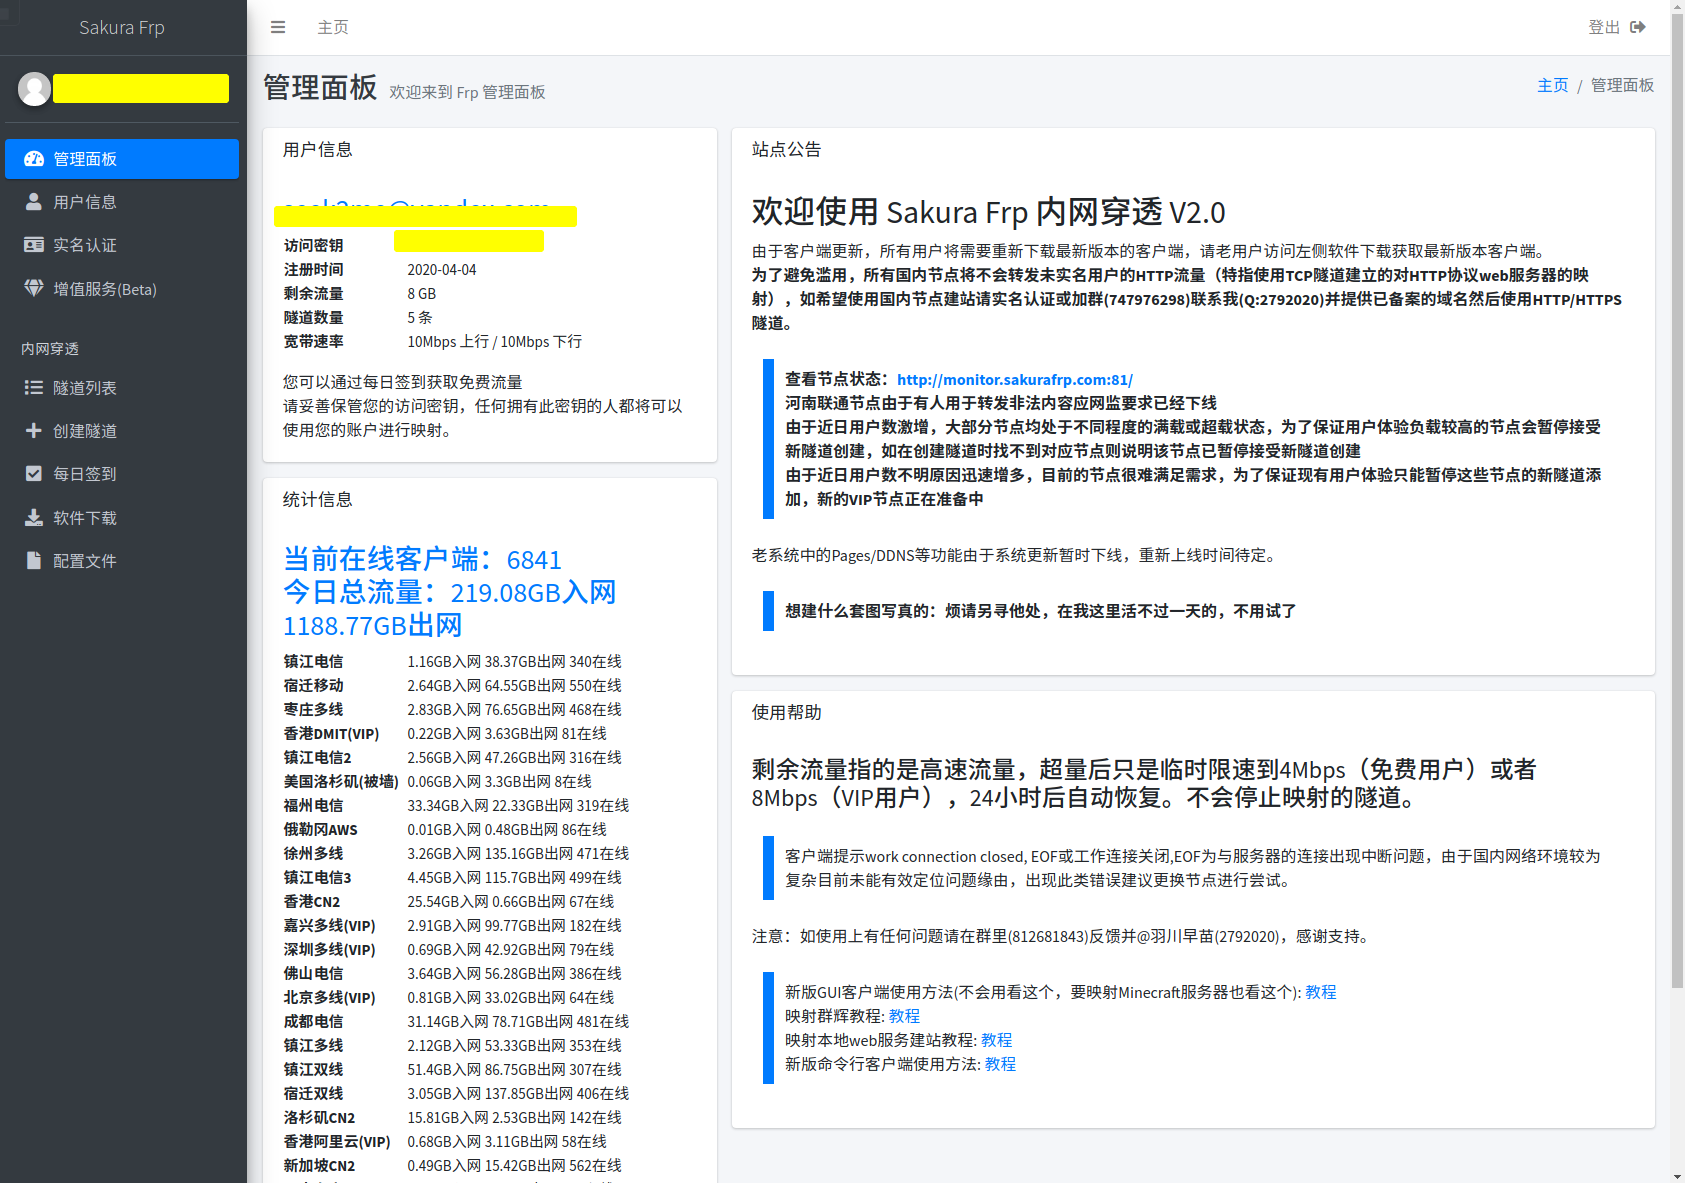 Sakura Frp
管理面板
用户信息
实名认证
增值服务(Beta)
内网穿透
隧道列表
创建隧道
每日签到
软件下载
配置文件
主页
登出
管理面板 欢迎来到 Frp 管理面板
主页 / 管理面板
用户信息
访问密钥
注册时间 2020-04-04
剩余流量 8 GB
隧道数量 5 条
宽带速率 10Mbps 上行 / 10Mbps 下行
您可以通过每日签到获取免费流量
请妥善保管您的访问密钥，任何拥有此密钥的人都将可以
使用您的账户进行映射。
统计信息
当前在线客户端：6841
今日总流量：219.08GB入网
1188.77GB出网
镇江电信 1.16GB入网 38.37GB出网 340在线
宿迁移动 2.64GB入网 64.55GB出网 550在线
枣庄多线 2.83GB入网 76.65GB出网 468在线
香港DMIT(VIP) 0.22GB入网 3.63GB出网 81在线
镇江电信2 2.56GB入网 47.26GB出网 316在线
美国洛杉矶(被墙) 0.06GB入网 3.3GB出网 8在线
福州电信 33.34GB入网 22.33GB出网 319在线
俄勒冈AWS 0.01GB入网 0.48GB出网 86在线
徐州多线 3.26GB入网 135.16GB出网 471在线
镇江电信3 4.45GB入网 115.7GB出网 499在线
香港CN2 25.54GB入网 0.66GB出网 67在线
嘉兴多线(VIP) 2.91GB入网 99.77GB出网 182在线
深圳多线(VIP) 0.69GB入网 42.92GB出网 79在线
佛山电信 3.64GB入网 56.28GB出网 386在线
北京多线(VIP) 0.81GB入网 33.02GB出网 64在线
成都电信 31.14GB入网 78.71GB出网 481在线
镇江多线 2.12GB入网 53.33GB出网 353在线
镇江双线 51.4GB入网 86.75GB出网 307在线
宿迁双线 3.05GB入网 137.85GB出网 406在线
洛杉矶CN2 15.81GB入网 2.53GB出网 142在线
香港阿里云(VIP) 0.68GB入网 3.11GB出网 58在线
新加坡CN2 0.49GB入网 15.42GB出网 562在线
站点公告
欢迎使用 Sakura Frp 内网穿透 V2.0
由于客户端更新，所有用户将需要重新下载最新版本的客户端，请老用户访问左侧软件下载获取最新版本客户端。
为了避免滥用，所有国内节点将不会转发未实名用户的HTTP流量（特指使用TCP隧道建立的对HTTP协议web服务器的映
射），如希望使用国内节点建站请实名认证或加群(747976298)联系我(Q:2792020)并提供已备案的域名然后使用HTTP/HTTPS
隧道。
查看节点状态：http://monitor.sakurafrp.com:81/
河南联通节点由于有人用于转发非法内容应网监要求已经下线
由于近日用户数激增，大部分节点均处于不同程度的满载或超载状态，为了保证用户体验负载较高的节点会暂停接受
新隧道创建，如在创建隧道时找不到对应节点则说明该节点已暂停接受新隧道创建
由于近日用户数不明原因迅速增多，目前的节点很难满足需求，为了保证现有用户体验只能暂停这些节点的新隧道添
加，新的VIP节点正在准备中
老系统中的Pages/DDNS等功能由于系统更新暂时下线，重新上线时间待定。
想建什么套图写真的：烦请另寻他处，在我这里活不过一天的，不用试了
使用帮助
剩余流量指的是高速流量，超量后只是临时限速到4Mbps（免费用户）或者
8Mbps（VIP用户），24小时后自动恢复。不会停止映射的隧道。
客户端提示work connection closed, EOF或工作连接关闭,EOF为与服务器的连接出现中断问题，由于国内网络环境较为
复杂目前未能有效定位问题缘由，出现此类错误建议更换节点进行尝试。
注意：如使用上有任何问题请在群里(812681843)反馈并@羽川早苗(2792020)，感谢支持。
新版GUI客户端使用方法(不会用看这个，要映射Minecraft服务器也看这个): 教程
映射群辉教程: 教程
映射本地web服务建站教程: 教程
新版命令行客户端使用方法: 教程